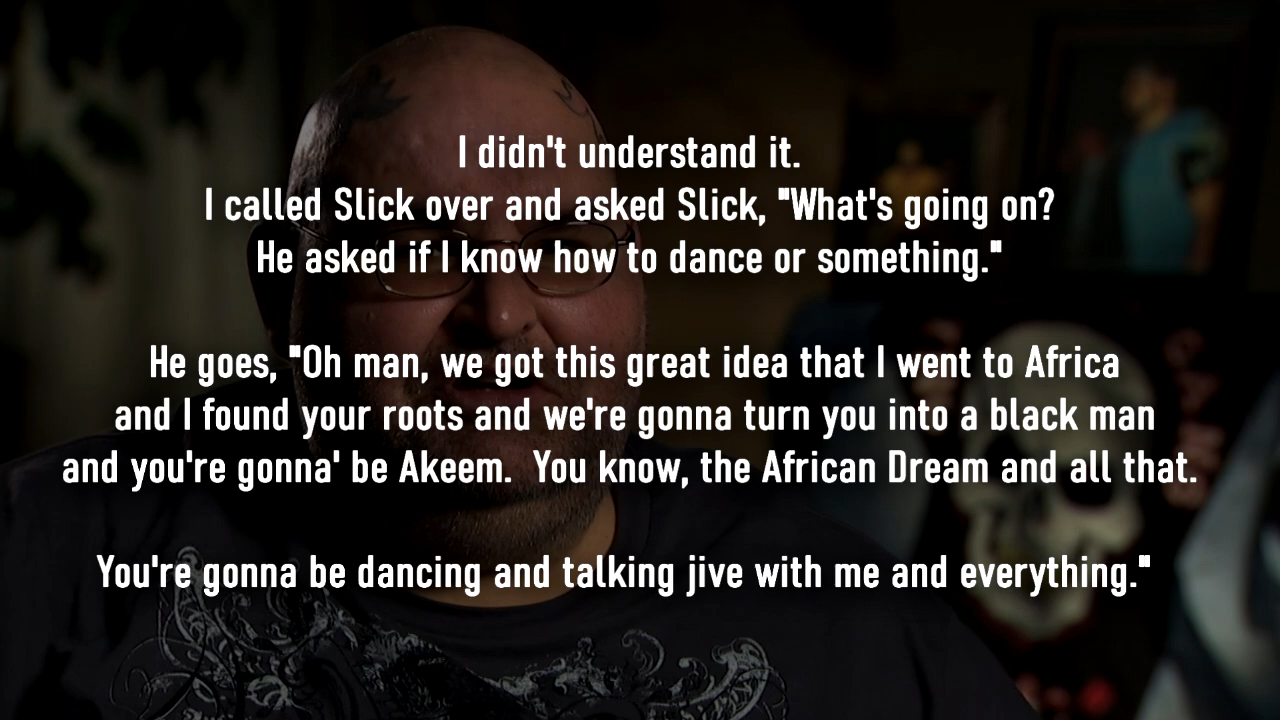 I didn't understand it.
I called Slick over and asked Slick, "What's going on?
He asked if I know how to dance or something."
He goes, "Oh man, we got this great idea that I went to Africa
and I found your roots and we're gonna turn you into a black man
and you're gonna' be Akeem.  You know, the African Dream and all that.
You're gonna be dancing and talking jive with me and everything."